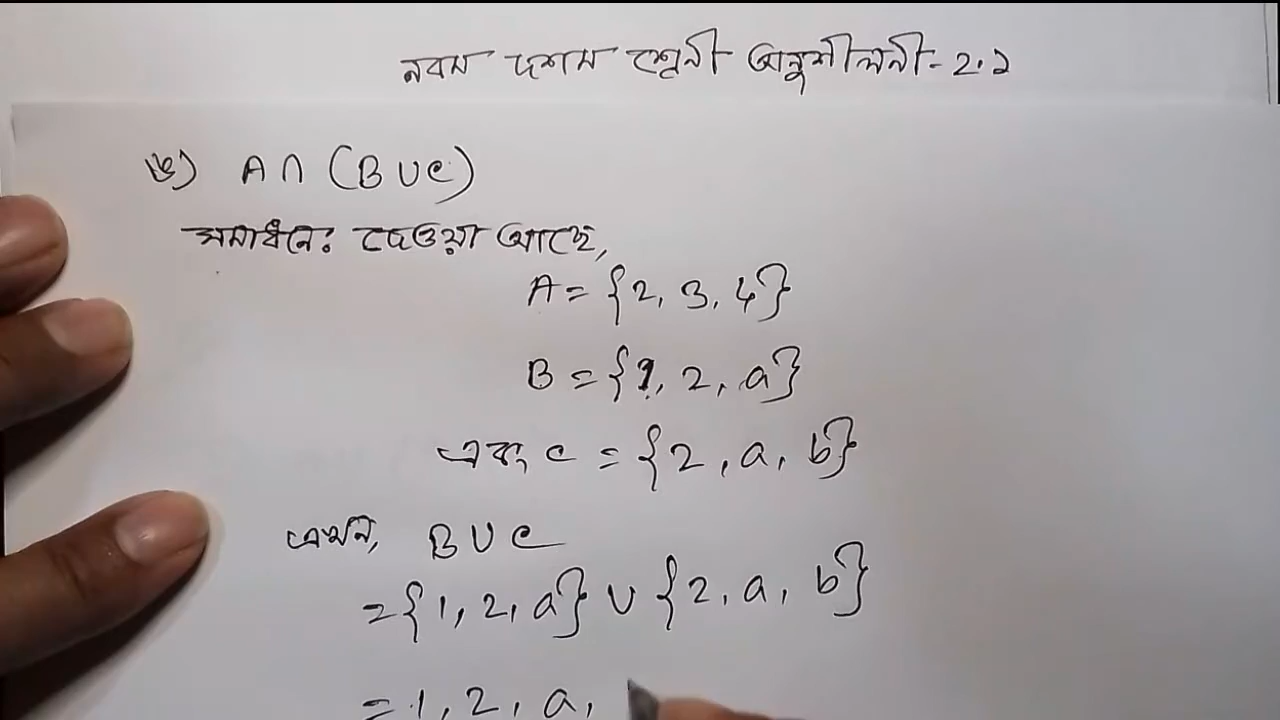 নবম দশম শ্রেনী অনুশীলনী- 2.১
ঙ) A∩ (B∪C)
সমাধান: দেওয়া আছে,
A = {2, 3, 4}
B = {1, 2, a}
এবং C = {2, a, b}
এখন, B∪C
= {1, 2, a} ∪ {2, a, b}
= 1, 2, a,